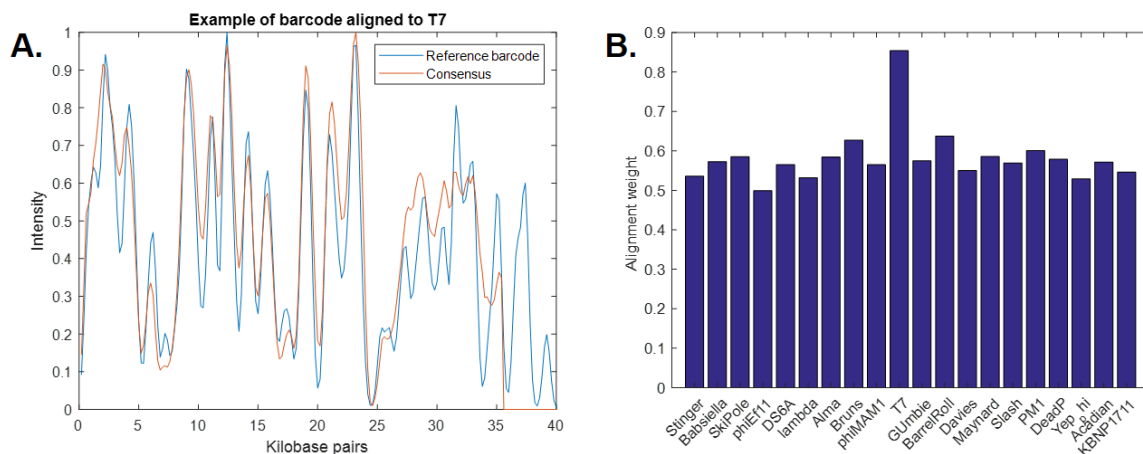 A.
Example of barcode aligned to T7
Reference barcode
Consensus
Intensity
1
0.9
0.8
0.7
0.6
0.5
0.4
0.3
0.2
0.1
0
0 5 10 15 20 25 30 35 40
Kilobase pairs
B.
Alignment weight
0.9
0.8
0.7
0.6
0.5
0.4
0.3
0.2
0.1
0
Stinger
Babsiella
SkiPole
phiEf11
DS6A
lambda
Alma
Bruns
phiMAM1
T7
GUmbie
BarrelRoll
Davies
Maynard
Slash
PM1
DeadP
Yep_hi
Acadian
KBNP1711